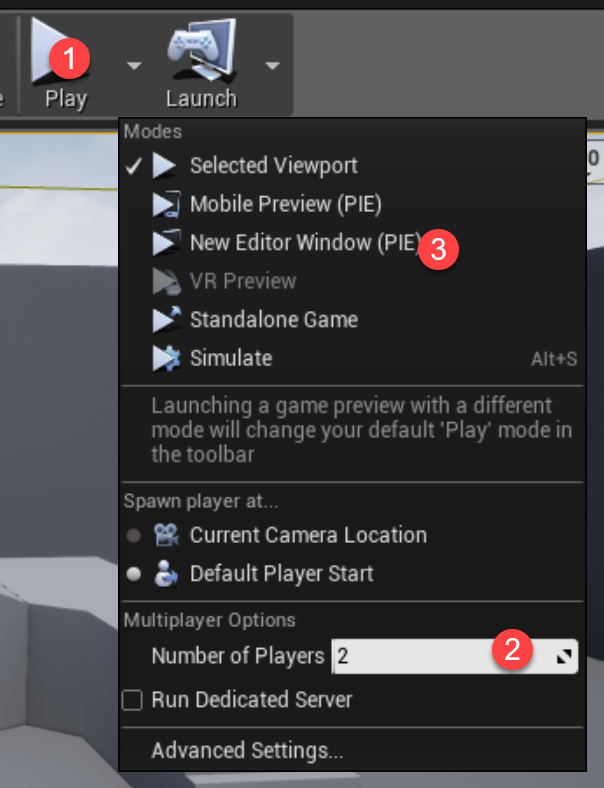 e
1
Play
Launch
Modes
0
Selected Viewport
Mobile Preview (PIE)
New Editor Window (PIE)
3
VR Preview
Standalone Game
Simulate Alt+S
Launching a game preview with a different
mode will change your default 'Play' mode in
the toolbar
Spawn player at...
Current Camera Location
Default Player Start
Multiplayer Options
Number of Players 2
2
Run Dedicated Server
Advanced Settings...